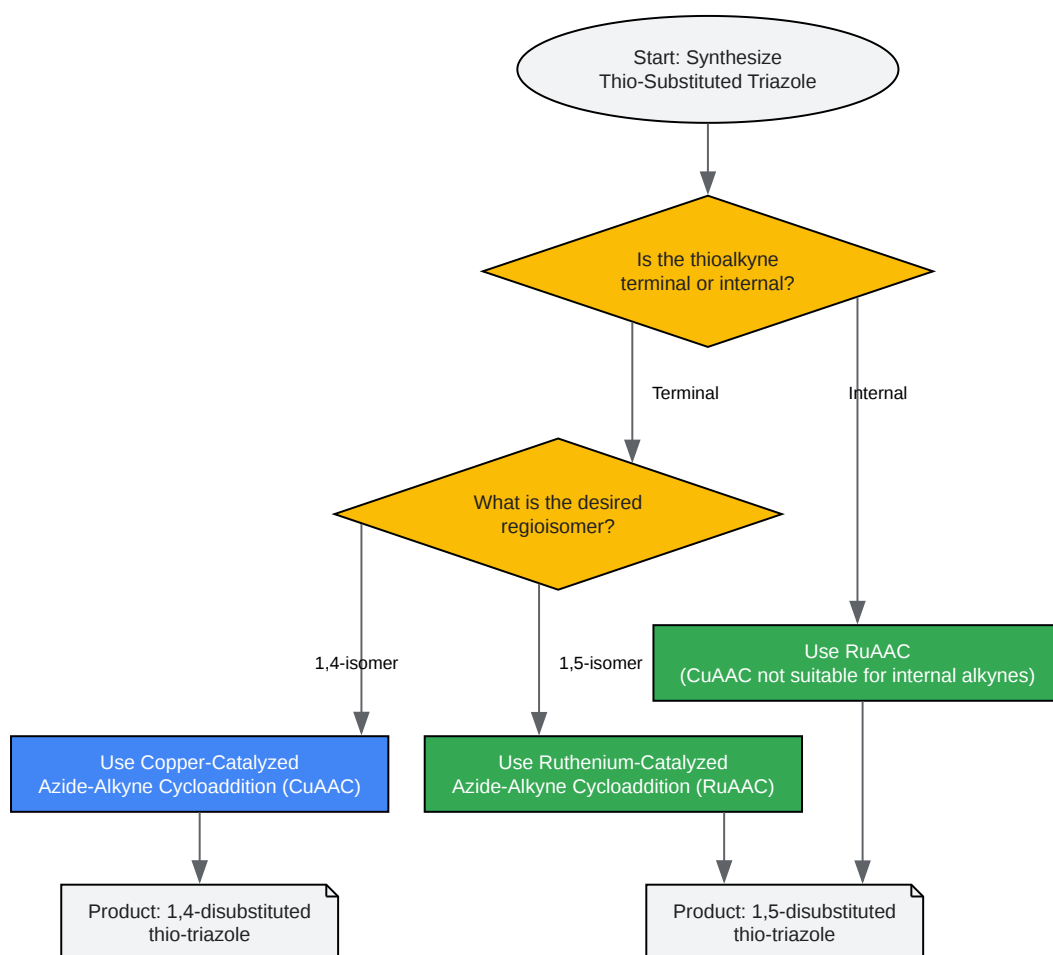 Start: Synthesize
Thio-Substituted Triazole
Is the thioalkyne
terminal or internal?
Terminal
Internal
What is the desired
regioisomer?
1,4-isomer
1,5-isomer
Use RuAAC
(CuAAC not suitable for internal alkynes)
Use Copper-Catalyzed
Azide-Alkyne Cycloaddition (CuAAC)
Use Ruthenium-Catalyzed
Azide-Alkyne Cycloaddition (RuAAC)
Product: 1,4-disubstituted
thio-triazole
Product: 1,5-disubstituted
thio-triazole